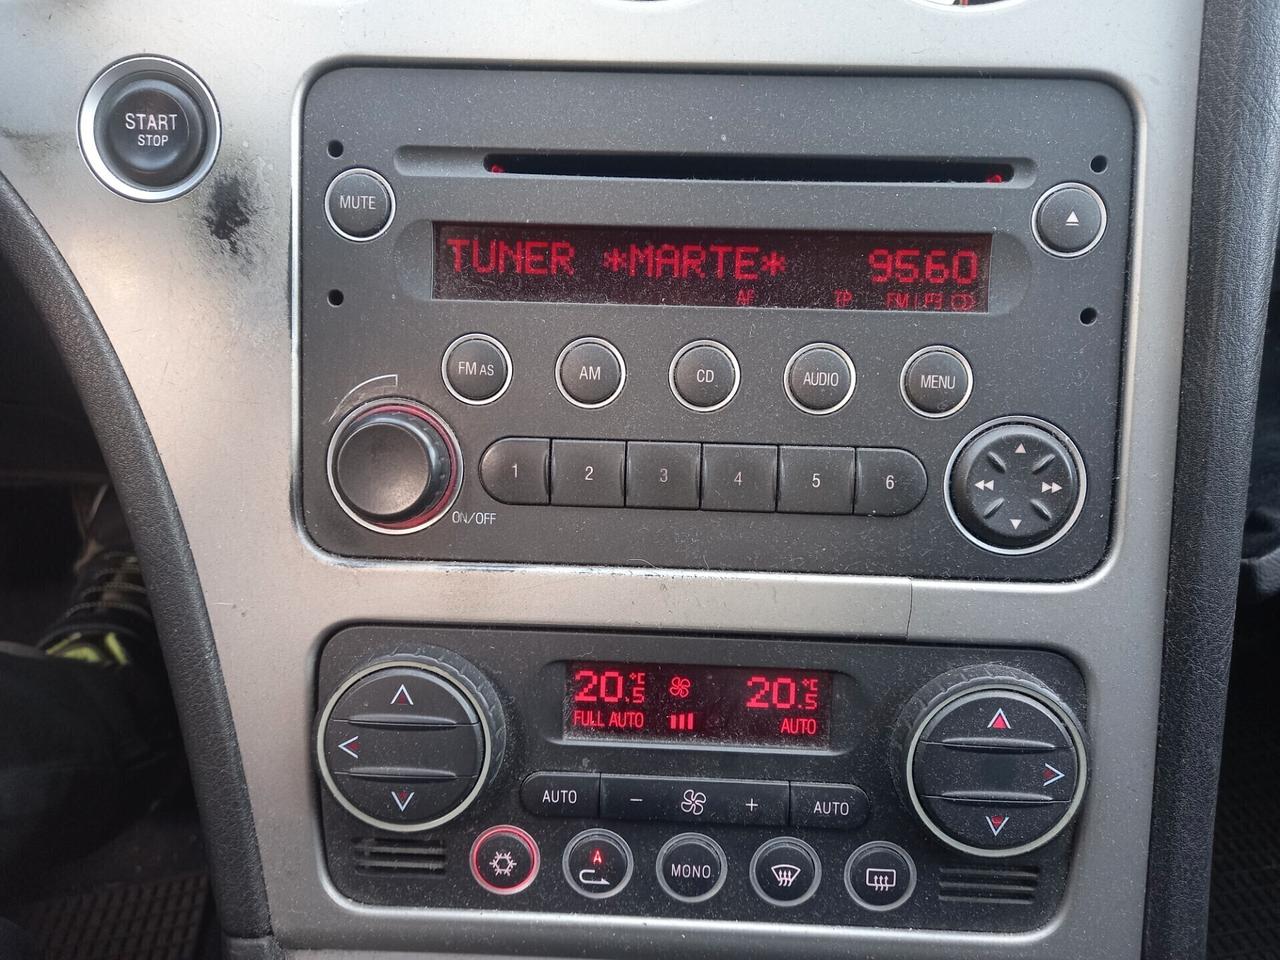 START
STOP
MUTE
TUNER *MARTE* 95.60
AF TP
FM AS
AM
CD
AUDIO
MENU
1 2 3 4 5 6
ON/OFF
20.5 °C 20.5 °C
FULL AUTO AUTO
AUTO - + AUTO
A
MONO